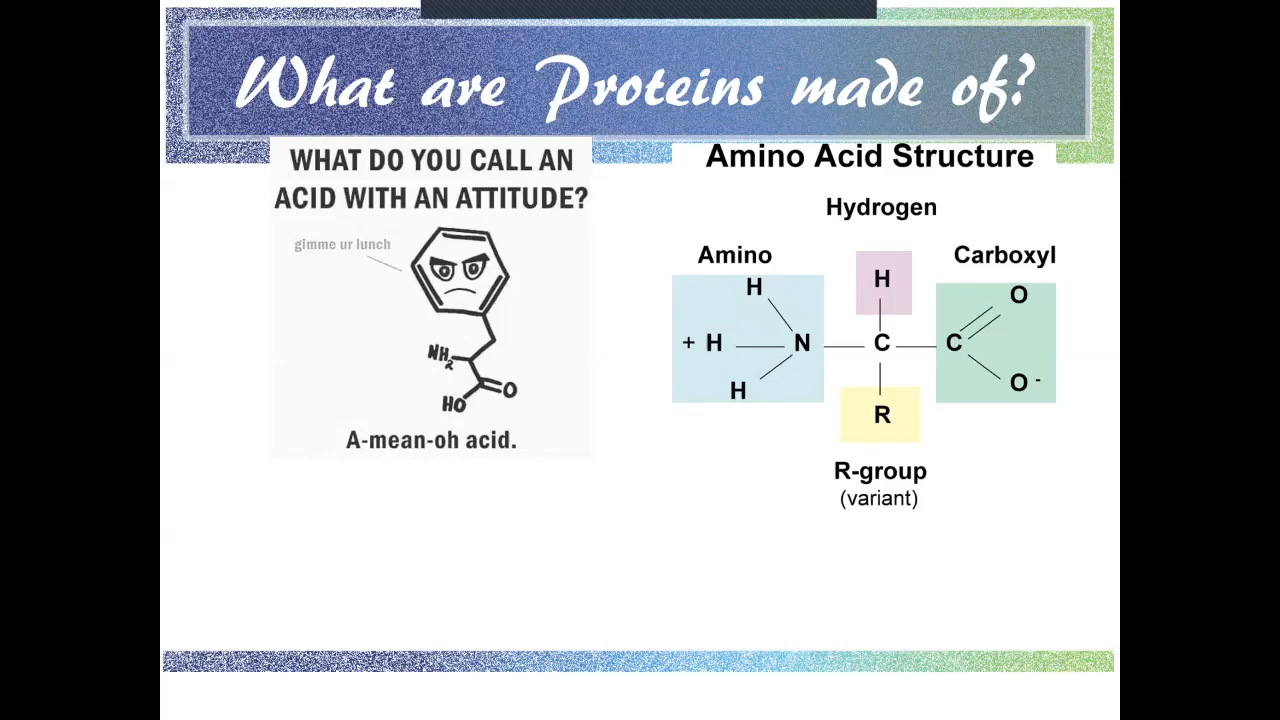 What are Proteins made of?
WHAT DO YOU CALL AN
ACID WITH AN ATTITUDE?
gimme ur lunch
NH2
HO
O
A-mean-oh acid.
Amino Acid Structure
Hydrogen
Amino
Carboxyl
H
H
O
+ H
N
C
C
H
O -
R
R-group
(variant)